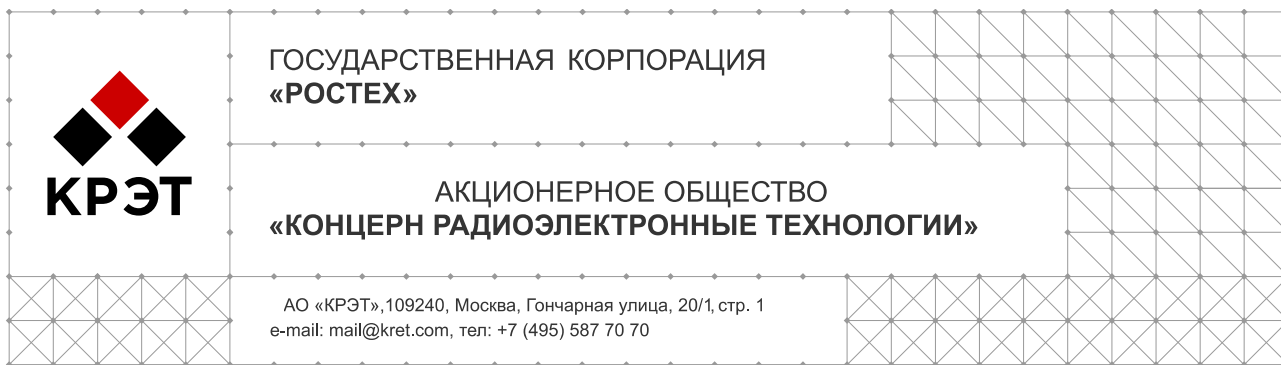 КРЭТ
ГОСУДАРСТВЕННАЯ КОРПОРАЦИЯ
«РОСТЕХ»
АКЦИОНЕРНОЕ ОБЩЕСТВО
«КОНЦЕРН РАДИОЭЛЕКТРОННЫЕ ТЕХНОЛОГИИ»
АО «КРЭТ»,109240, Москва, Гончарная улица, 20/1, стр. 1
e-mail: mail@kret.com, тел: +7 (495) 587 70 70